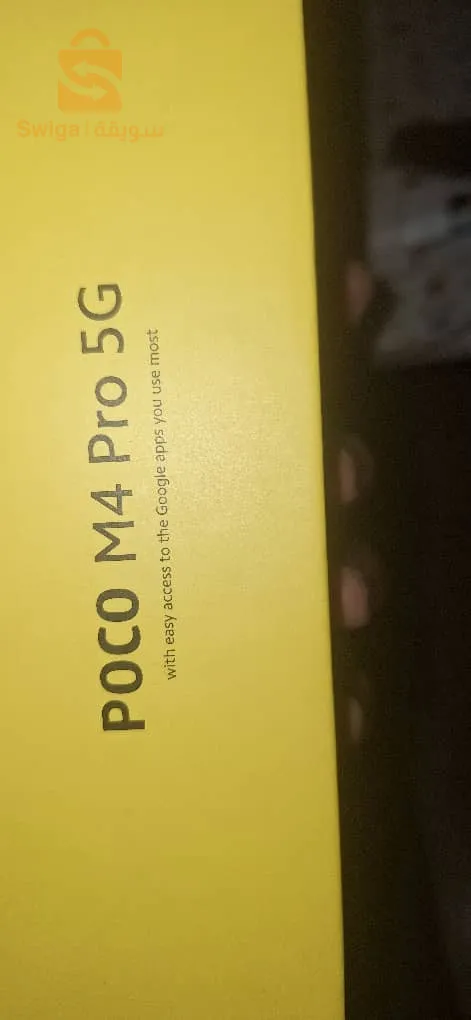 Swiga | سويقة
POCO M4 Pro 5G
with easy access to the Google apps you use most